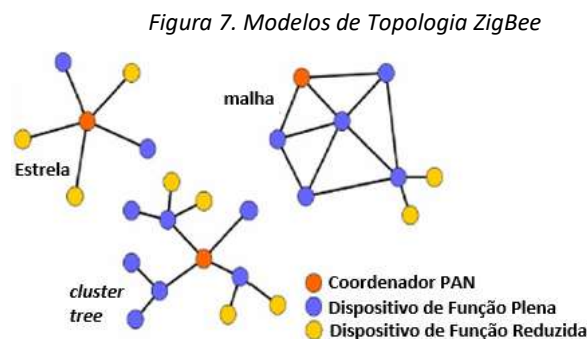 Figura 7. Modelos de Topologia ZigBee
malha
Estrela
cluster
tree
Coordenador PAN
Dispositivo de Função Plena
Dispositivo de Função Reduzida